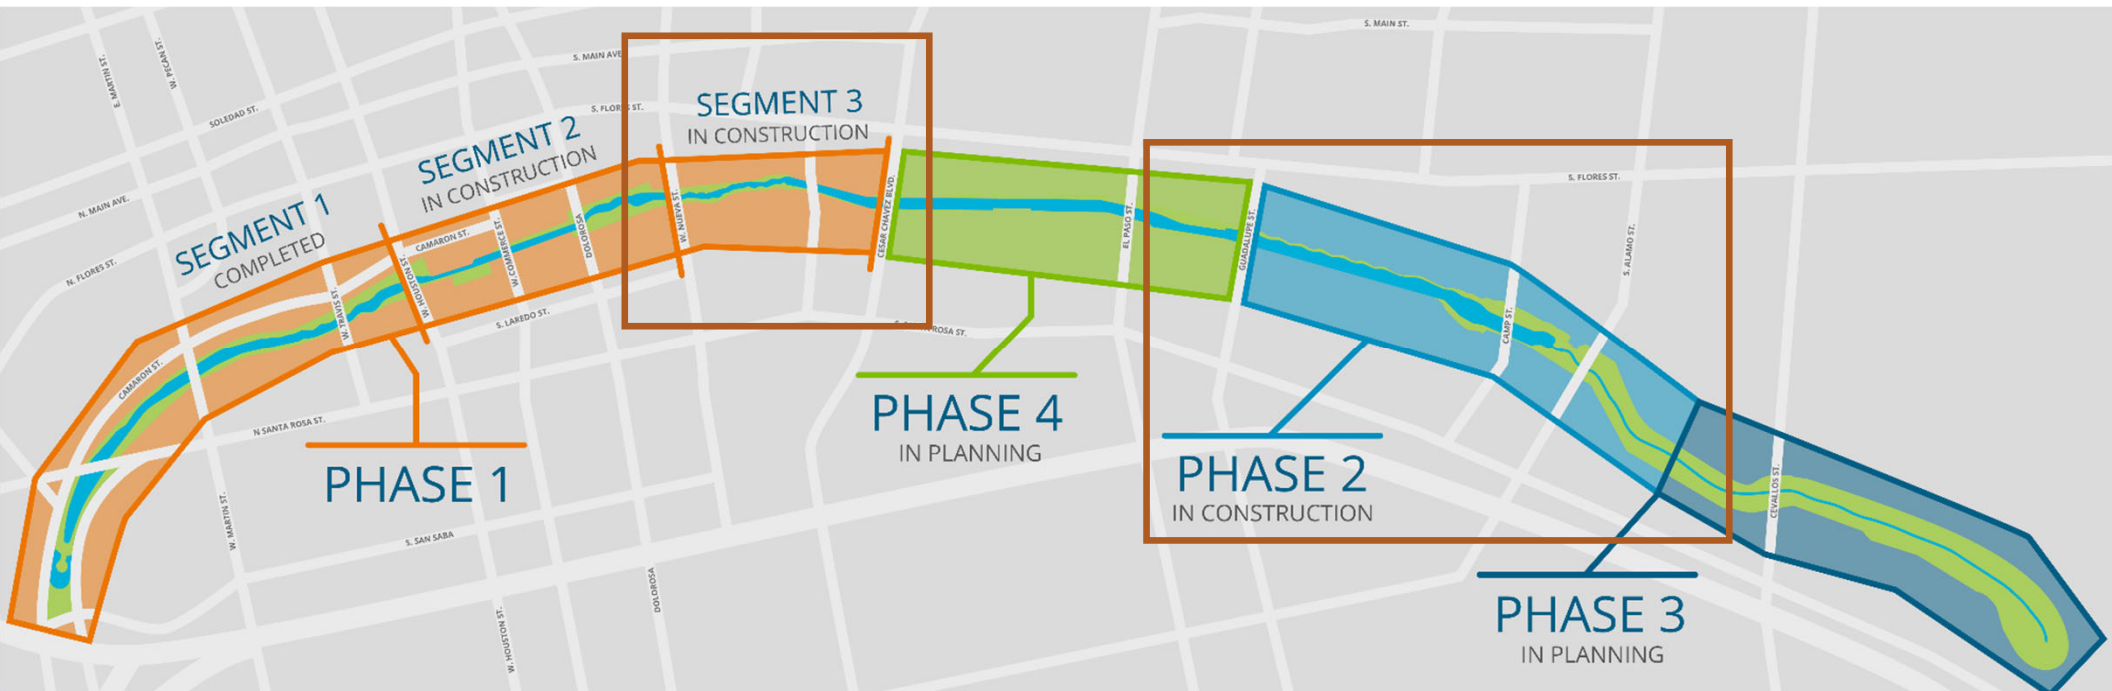 S. MAIN ST.
E. MARTIN ST.
W. PECAN ST.
S. MAIN AVE
SOLEDAD ST.
S. FLORES ST.
SEGMENT 3
IN CONSTRUCTION
SEGMENT 2
IN CONSTRUCTION
SEGMENT 1
COMPLETED
N. MAIN AVE.
N. FLORES ST.
CAMARON ST.
W. COMMERCE ST.
DOLOROSA
W. NUEVA ST.
CESAR CHAVEZ BLVD.
EL PASO ST.
GUADALUPE ST.
S. FLORES ST.
S. ALAMO ST.
W. TRAVIS ST.
W. HOUSTON ST.
W. HOUSTON ST.
S. LAREDO ST.
ROSA ST.
CAMP ST.
CAMARON ST.
N SANTA ROSA ST.
PHASE 1
PHASE 4
IN PLANNING
PHASE 2
IN CONSTRUCTION
CEVALLOS ST.
W. MARTIN ST.
S. SAN SABA
DOLOROSA
W. HOUSTON ST.
PHASE 3
IN PLANNING